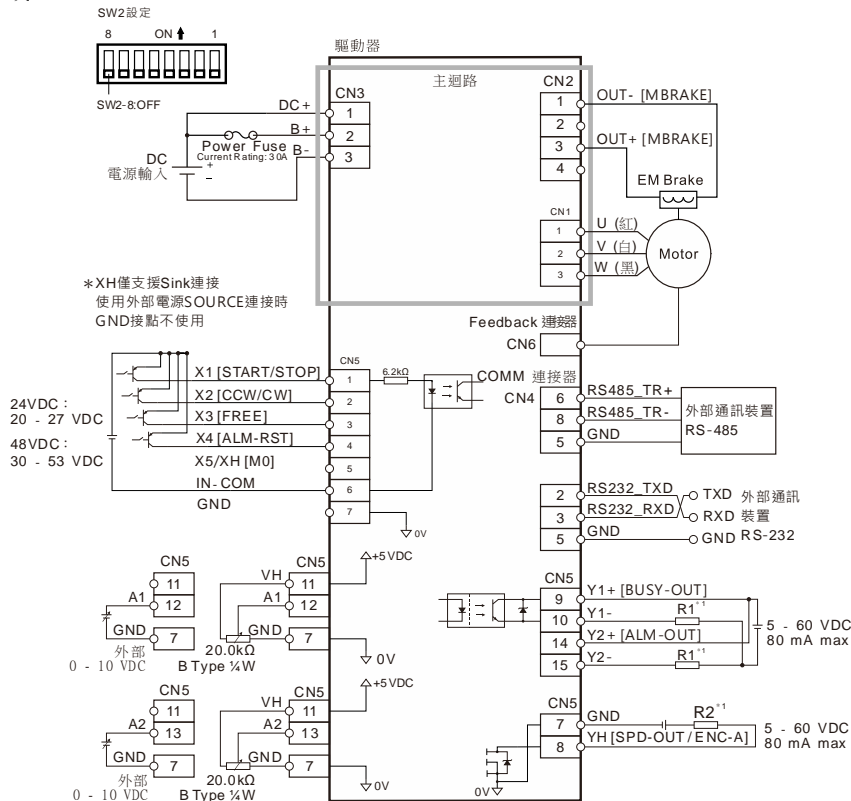 SW2設定
8 ON 1
SW2-8:OFF
驅動器
主迴路
CN3
DC+
1
B+
2
Power Fuse
Current Rating: 30A
B-
3
DC
電源輸入
+
-
CN2
1
OUT- [MBRAKE]
2
3
OUT+ [MBRAKE]
4
EM Brake
CN1
1
U (紅)
2
V (白)
3
W (黑)
Motor
Feedback 連接器
CN6
*XH僅支援Sink連接
使用外部電源SOURCE連接時
GND接點不使用
24VDC:
20 - 27 VDC
48VDC:
30 - 53 VDC
CN5
X1 [START/STOP]
1
6.2kΩ
X2 [CCW/CW]
2
X3 [FREE]
3
X4 [ALM-RST]
4
X5/XH [M0]
5
IN-COM
6
GND
7
0V
COMM 連接器
CN4
6
RS485_TR+
8
RS485_TR-
5
GND
外部通訊裝置
RS-485
2
RS232_TXD
TXD
3
RS232_RXD
RXD
5
GND
GND
外部通訊
裝置
RS-232
CN5
11
A1
12
GND
7
外部
0 - 10 VDC
CN5
+5VDC
VH
11
A1
12
GND
7
20.0kΩ
B Type ¼W
0V
CN5
9
Y1+ [BUSY-OUT]
10
Y1-
R1*1
14
Y2+ [ALM-OUT]
15
Y2-
R1*1
5 - 60 VDC
80 mA max
CN5
11
A2
13
GND
7
外部
0 - 10 VDC
CN5
+5VDC
VH
11
A2
13
GND
7
20.0kΩ
B Type ¼W
0V
CN5
7
GND
R2*1
8
YH [SPD-OUT/ENC-A]
5 - 60 VDC
80 mA max
0V